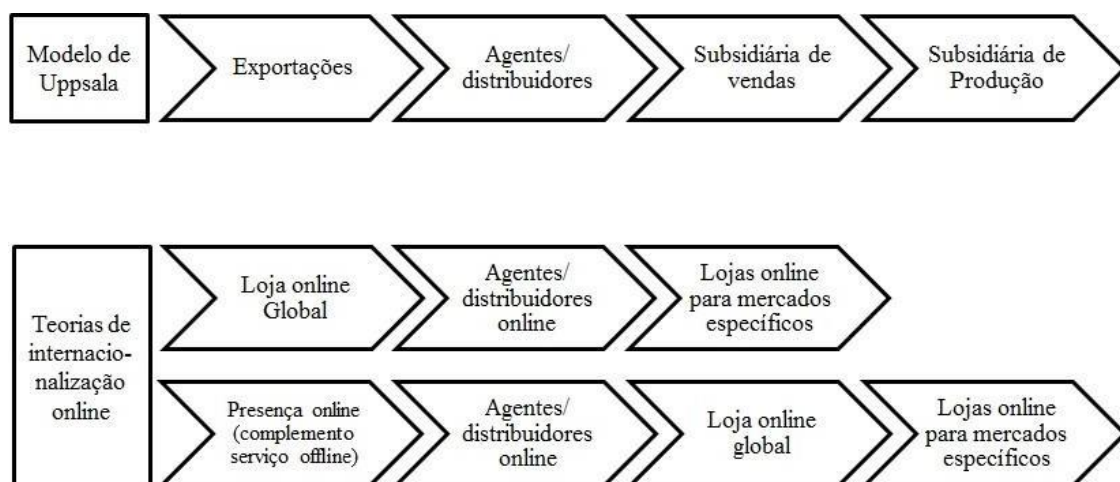 Modelo de
Uppsala
Exportações
Agentes/
distribuidores
Subsidiária de
vendas
Subsidiária de
Produção
Teorias de
internacio-
nalização
online
Loja online
Global
Agentes/
distribuidores
online
Lojas online
para mercados
específicos
Presença online
(complemento
serviço offline)
Agentes/
distribuidores
online
Loja online
global
Lojas online
para mercados
específicos